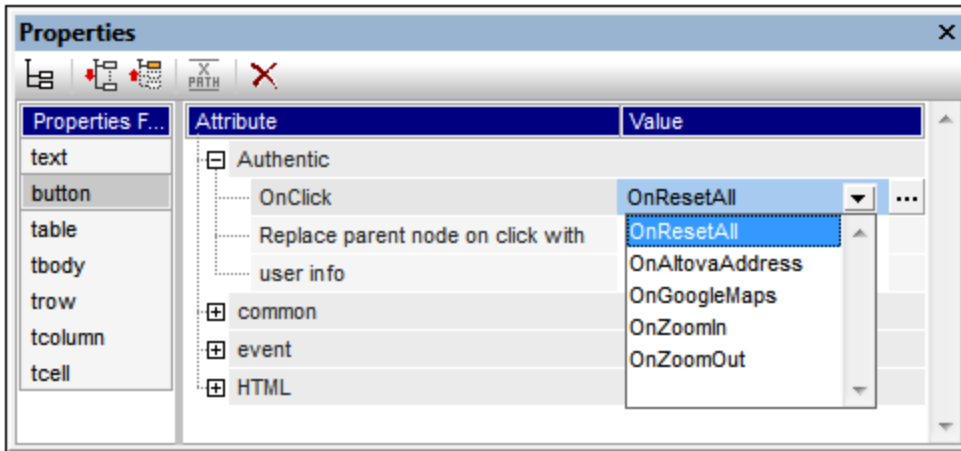 Properties
X
PATH
Properties F...
Attribute
Value
text
Authentic
button
OnClick
OnResetAll
...
table
Replace parent node on click with
OnResetAll
tbody
user info
OnAltovaAddress
trow
common
OnGoogleMaps
tcolumn
event
OnZoomIn
tcell
HTML
OnZoomOut